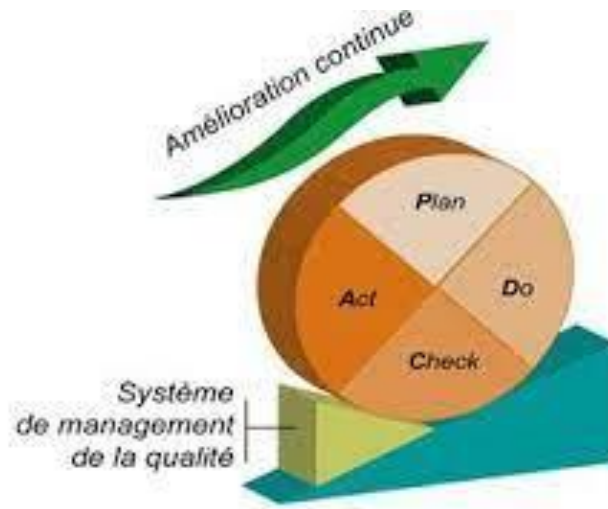 Amélioration continue
Plan
Do
Check
Act
Système
de management
de la qualité